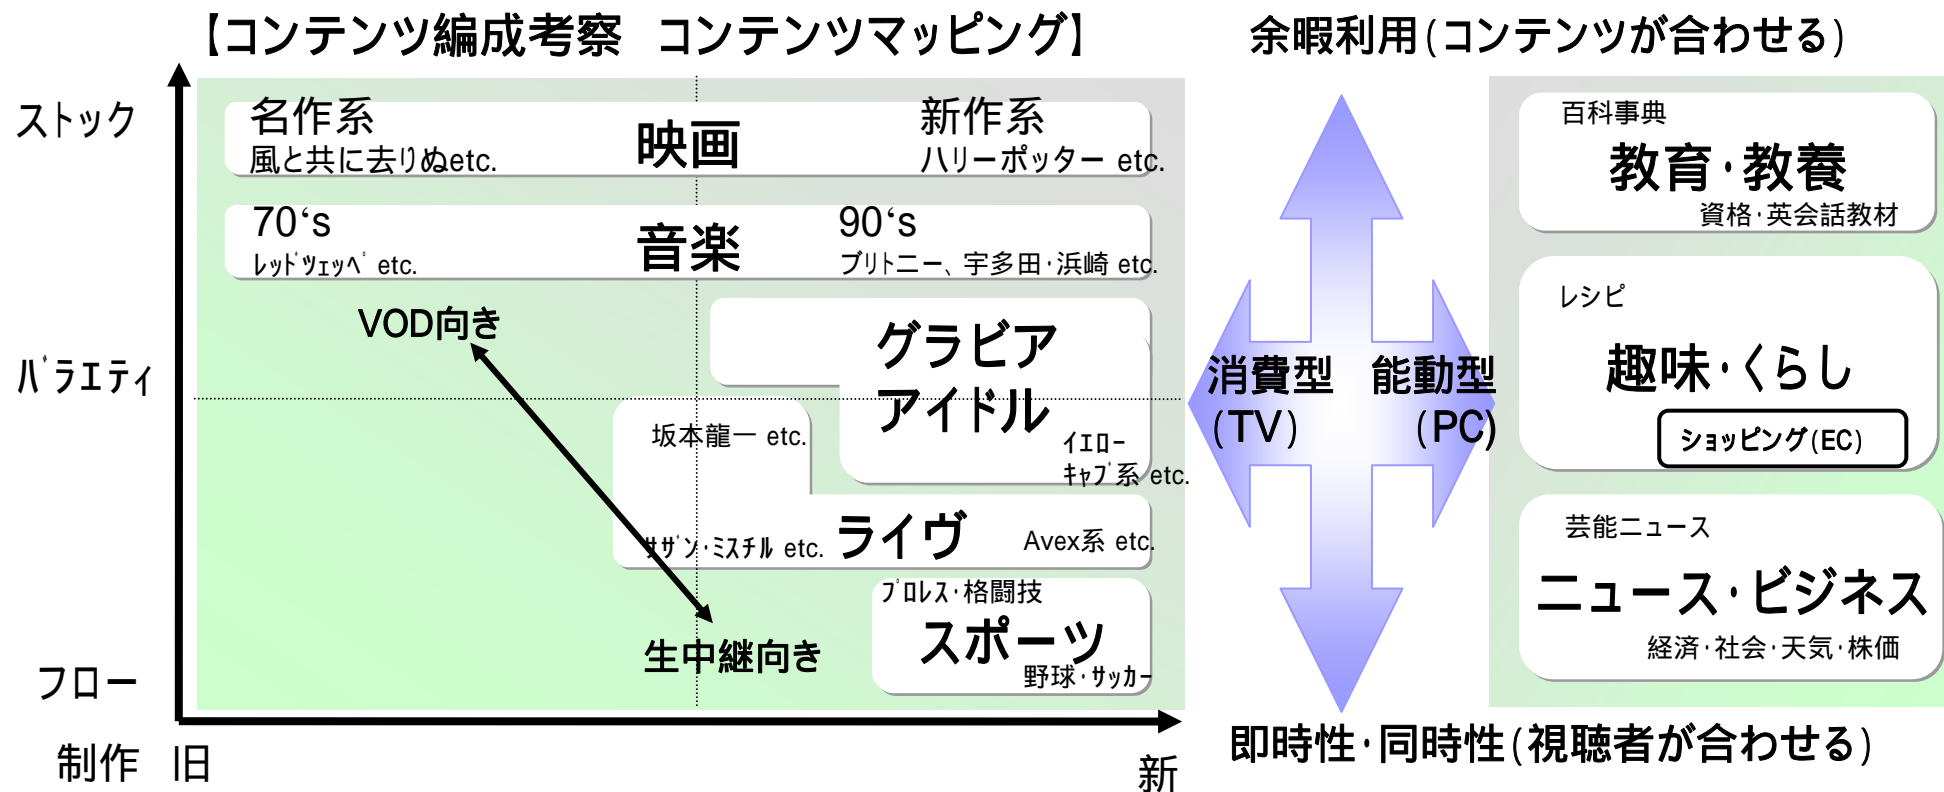 【コンテンツ編成考察　コンテンツマッピング】
余暇利用(コンテンツが合わせる)
ストック
名作系
風と共に去りぬetc.
映画
新作系
ハリーポッター etc.
70‘s
ﾚｯﾄﾞﾂｪｯﾍﾟ etc.
音楽
90‘s
ブリトニー、宇多田・浜崎 etc.
VOD向き
バラエティ
グラビア
アイドル
イエロー
ｷｬﾌﾟ系 etc.
坂本龍一 etc.
ｻｻﾞﾝ・ﾐｽﾁﾙ etc.
ライヴ
Avex系 etc.
生中継向き
ﾌﾟﾛﾚｽ・格闘技
スポーツ
野球・サッカー
フロー
制作
旧
新
消費型
(TV)
能動型
(PC)
即時性・同時性(視聴者が合わせる)
百科事典
教育・教養
資格・英会話教材
レシピ
趣味・くらし
ショッピング(EC)
芸能ニュース
ニュース・ビジネス
経済・社会・天気・株価